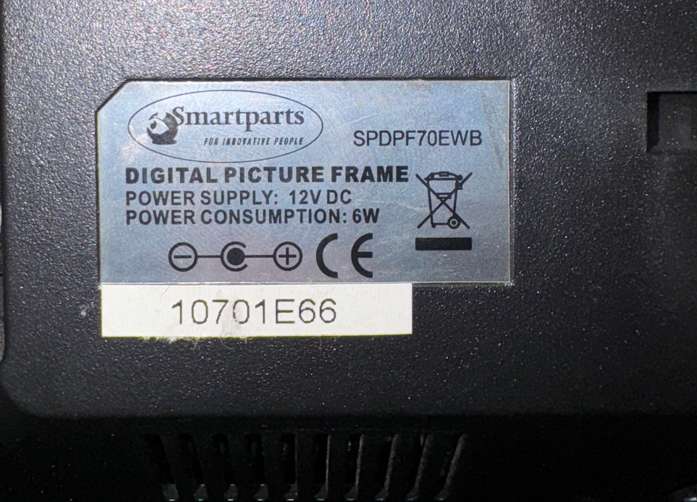 Smartparts
FOR INNOVATIVE PEOPLE
SPDPF70EWB
DIGITAL PICTURE FRAME
POWER SUPPLY: 12V DC
POWER CONSUMPTION: 6W
CE
10701E66